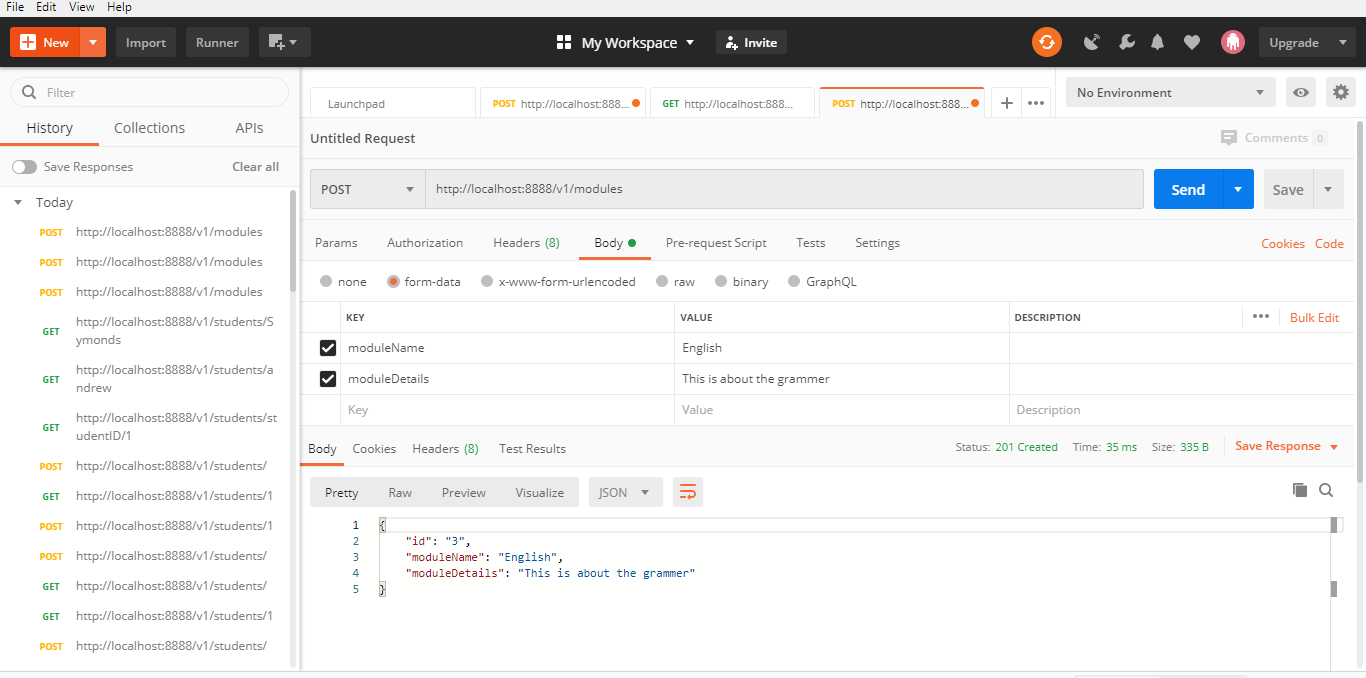 File Edit View Help
New Import Runner My Workspace Invite Upgrade
Filter
History Collections APIs
Save Responses Clear all
Today
POST http://localhost:8888/v1/modules
POST http://localhost:8888/v1/modules
POST http://localhost:8888/v1/modules
GET http://localhost:8888/v1/students/S
ymonds
GET http://localhost:8888/v1/students/a
ndrew
GET http://localhost:8888/v1/students/st
udentID/1
POST http://localhost:8888/v1/students/
GET http://localhost:8888/v1/students/1
POST http://localhost:8888/v1/students/1
POST http://localhost:8888/v1/students/
GET http://localhost:8888/v1/students/
GET http://localhost:8888/v1/students/1
POST http://localhost:8888/v1/students/
Launchpad POST http://localhost:888... GET http://localhost:888... POST http://localhost:888... No Environment
Untitled Request Comments 0
POST http://localhost:8888/v1/modules Send Save
Params Authorization Headers (8) Body Pre-request Script Tests Settings Cookies Code
none form-data x-www-form-urlencoded raw binary GraphQL
KEY VALUE DESCRIPTION Bulk Edit
moduleName English
moduleDetails This is about the grammer
Key Value Description
Body Cookies Headers (8) Test Results Status: 201 Created Time: 35 ms Size: 335 B Save Response
Pretty Raw Preview Visualize JSON
1 {
2 "id": "3",
3 "moduleName": "English",
4 "moduleDetails": "This is about the grammer"
5 }